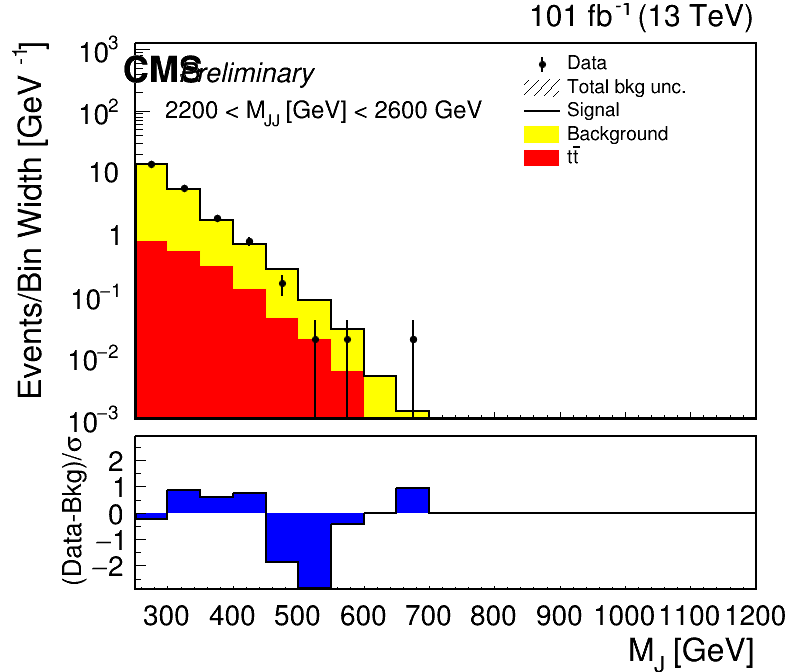 101 fb⁻¹ (13 TeV)
Events/Bin Width [GeV⁻¹]
10³
10²
10
1
10⁻¹
10⁻²
10⁻³
CMS Preliminary
2200 < M_JJ [GeV] < 2600 GeV
Data
Total bkg unc.
Signal
Background
tt̄
(Data-Bkg)/σ
2
1
0
−1
−2
300 400 500 600 700 800 900 1000 1100 1200
M_J [GeV]